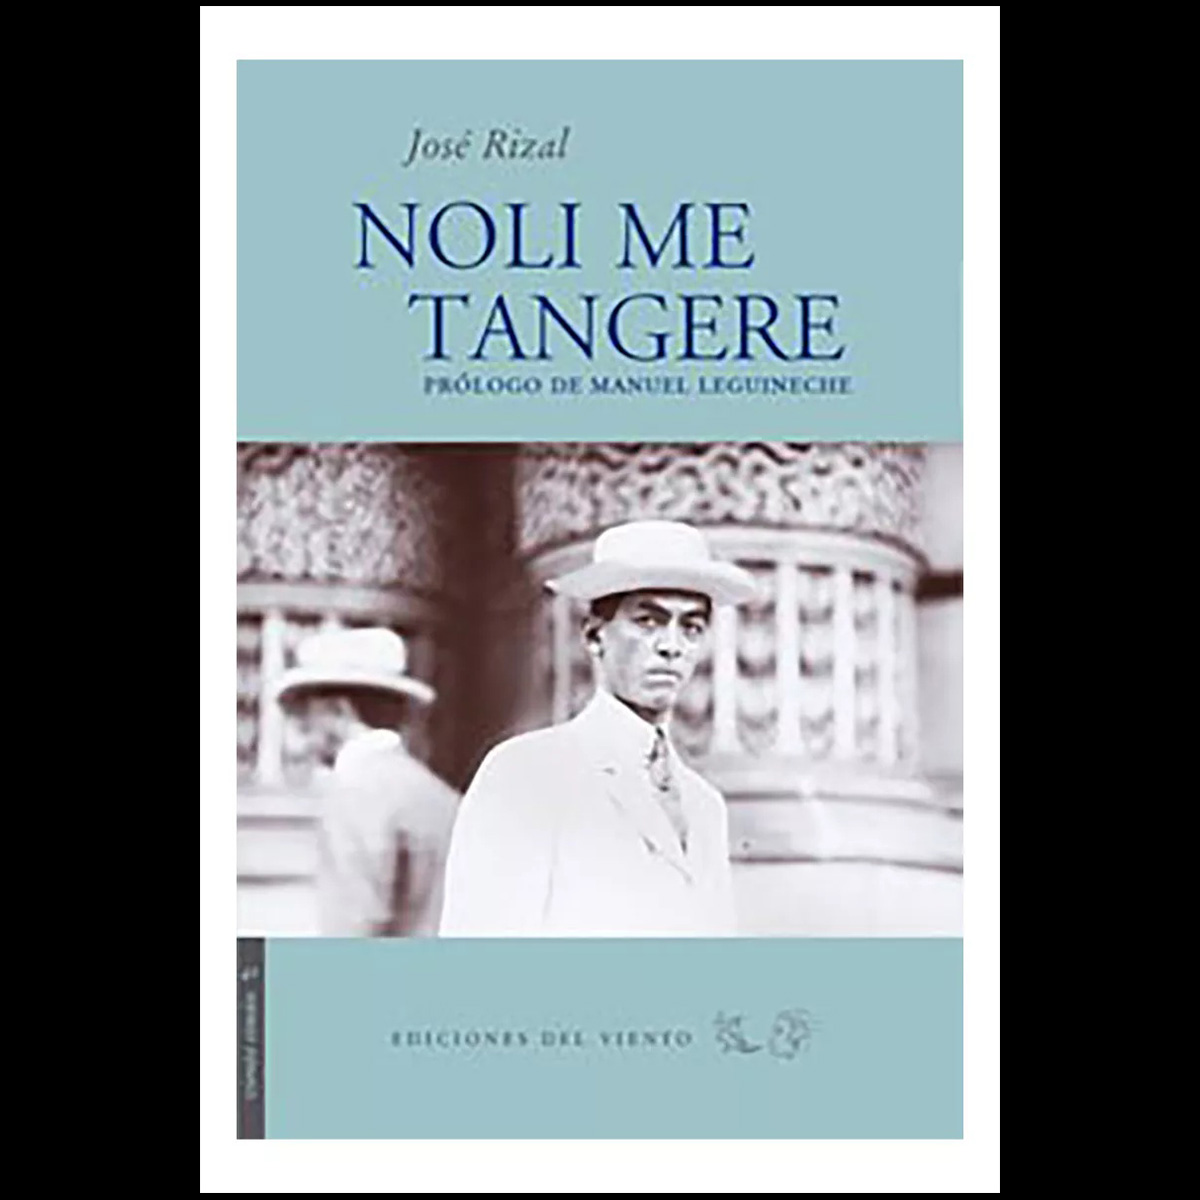 José Rizal
NOLI ME
TANGERE
PRÓLOGO DE MANUEL LEGUINECHE
EDICIONES DEL VIENTO